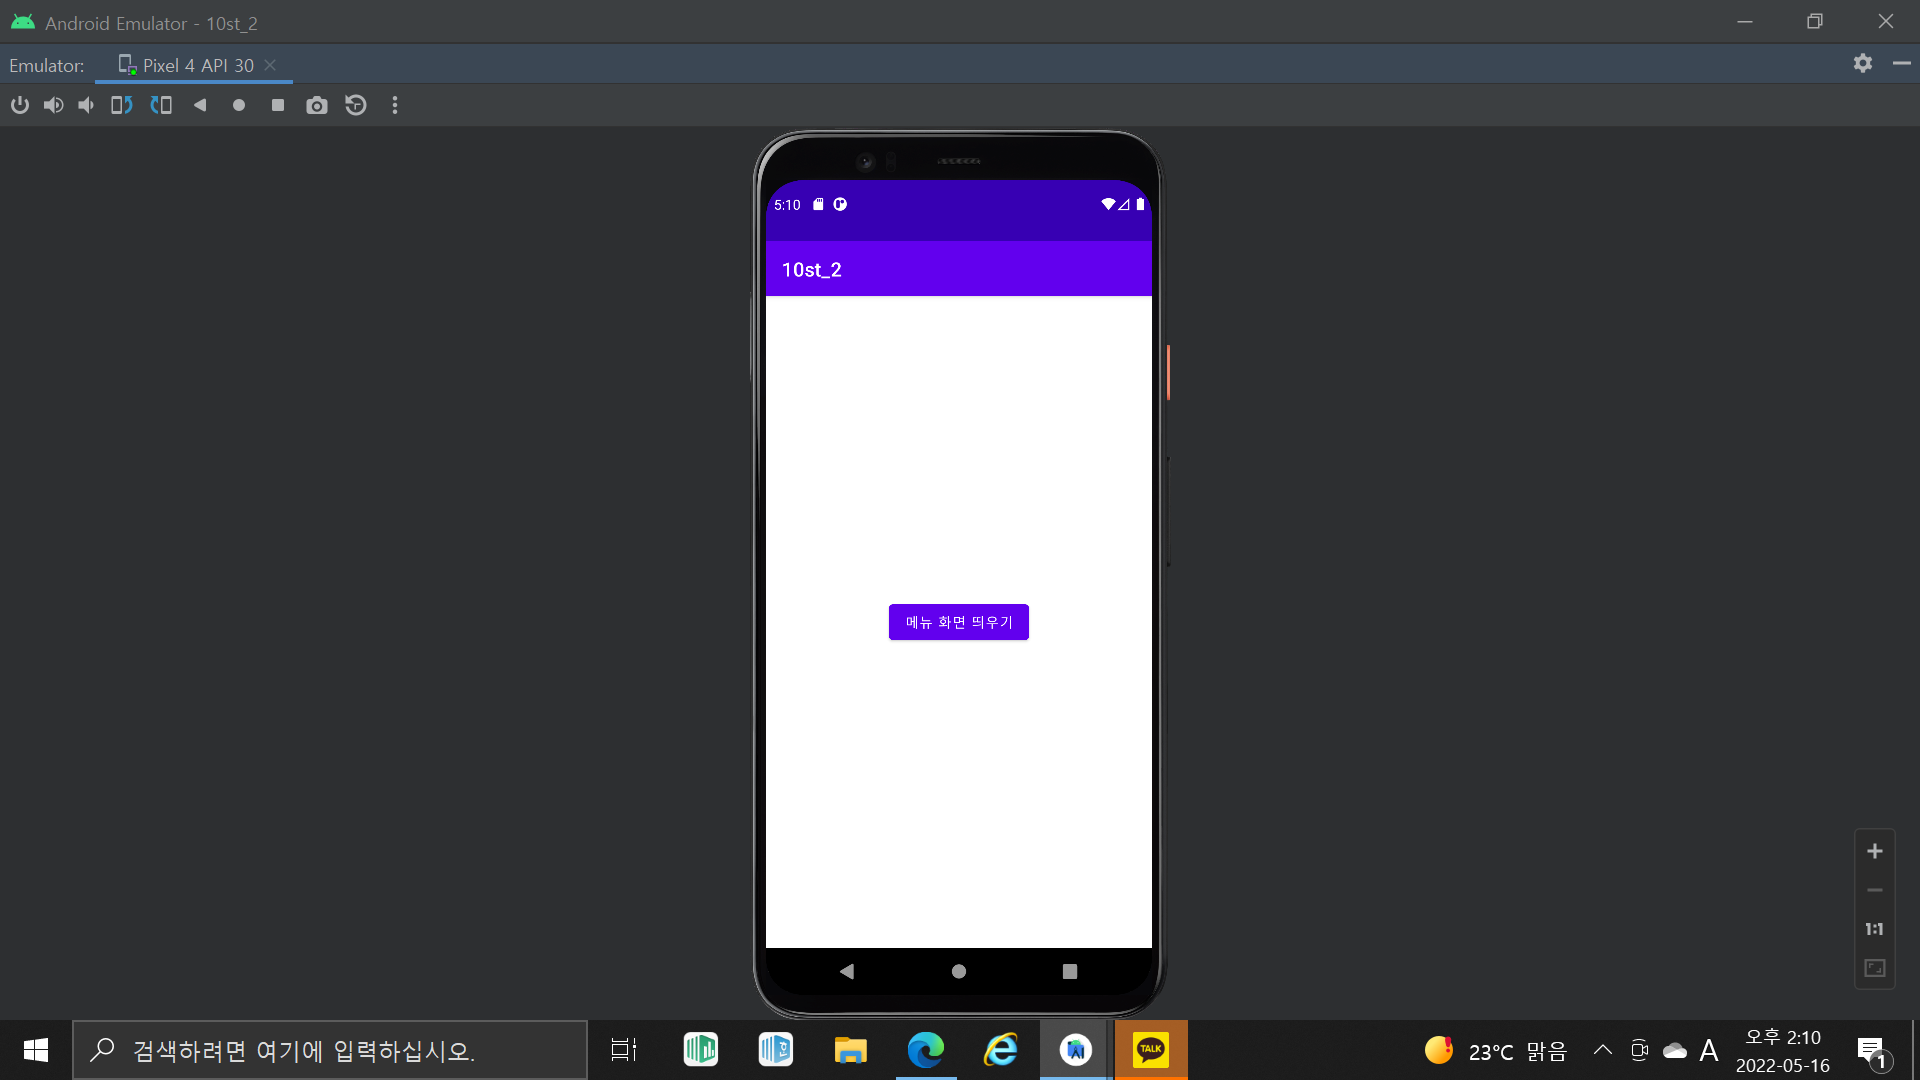 Android Emulator - 10st_2
Emulator: Pixel 4 API 30
5:10
10st_2
메뉴 화면 띄우기
1:1
검색하려면 여기에 입력하십시오.
TALK
23°C 맑음
A
오후 2:10
2022-05-16
1